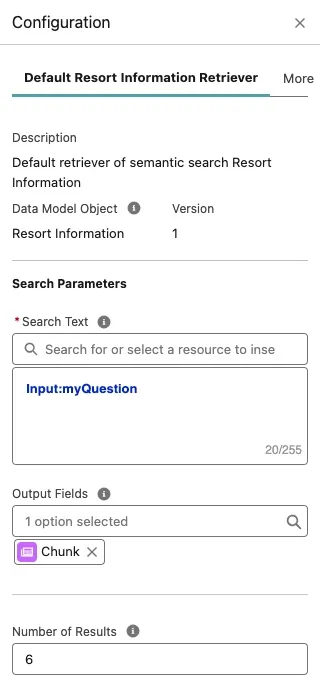 Configuration
Default Resort Information Retriever
More
Description
Default retriever of semantic search Resort
Information
Data Model Object
Version
Resort Information
1
Search Parameters
* Search Text
Search for or select a resource to inse
Input:myQuestion
20/255
Output Fields
1 option selected
Chunk
Number of Results
6